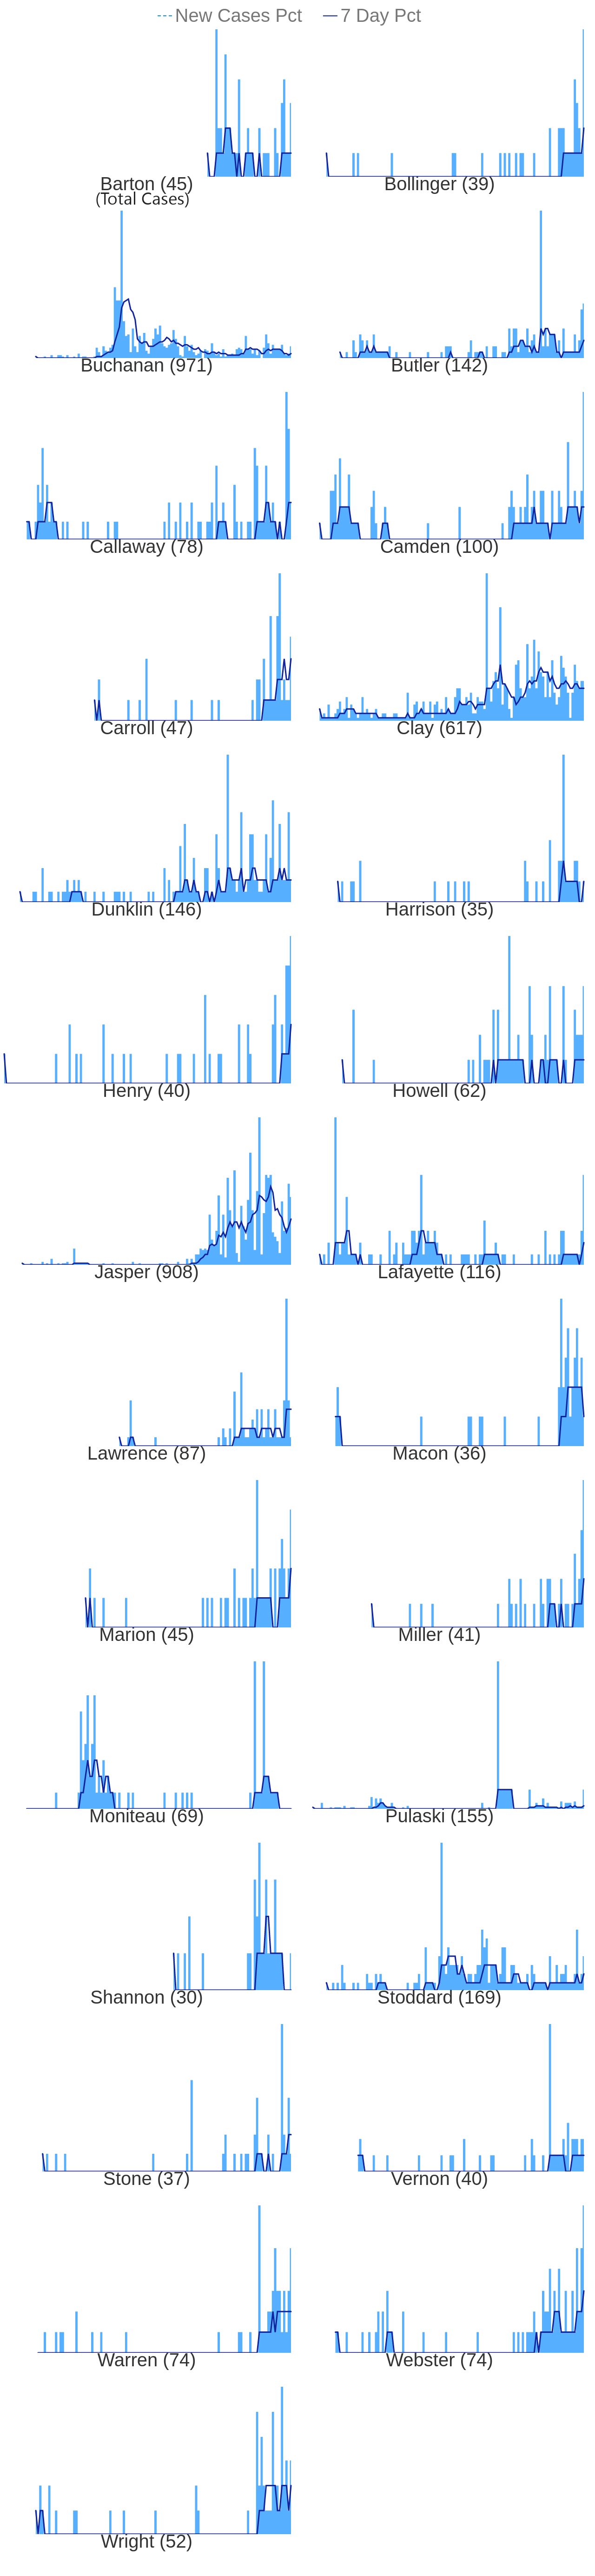 New Cases Pct 7 Day Pct
Barton (45) Bollinger (39)
(Total Cases)
Buchanan (971) Butler (142)
Callaway (78) Camden (100)
Carroll (47) Clay (617)
Dunklin (146) Harrison (35)
Henry (40) Howell (62)
Jasper (908) Lafayette (116)
Lawrence (87) Macon (36)
Marion (45) Miller (41)
Moniteau (69) Pulaski (155)
Shannon (30) Stoddard (169)
Stone (37) Vernon (40)
Warren (74) Webster (74)
Wright (52)